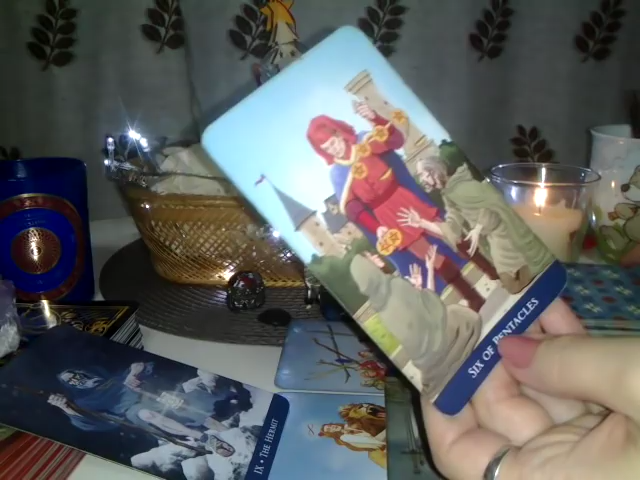 SIX OF PENTACLES
IX • THE HERMIT